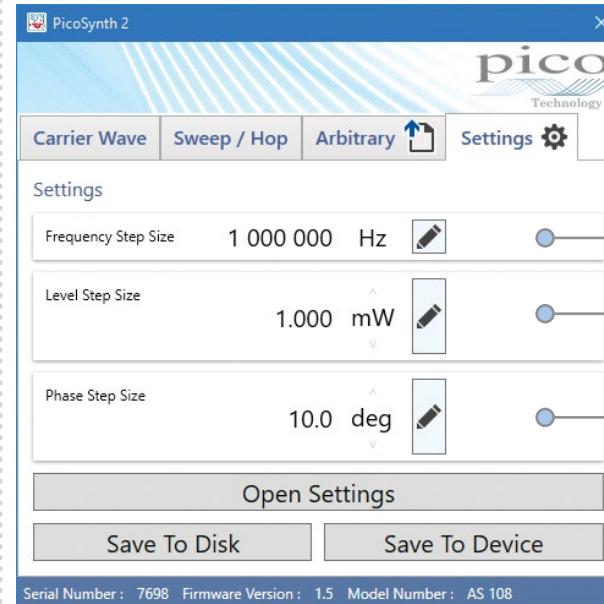 PicoSynth 2
pico
Technology
Carrier Wave Sweep / Hop Arbitrary Settings
Settings
Frequency Step Size 1 000 000 Hz
Level Step Size
1.000 mW
Phase Step Size
10.0 deg
Open Settings
Save To Disk Save To Device
Serial Number : 7698 Firmware Version : 1.5 Model Number : AS 108